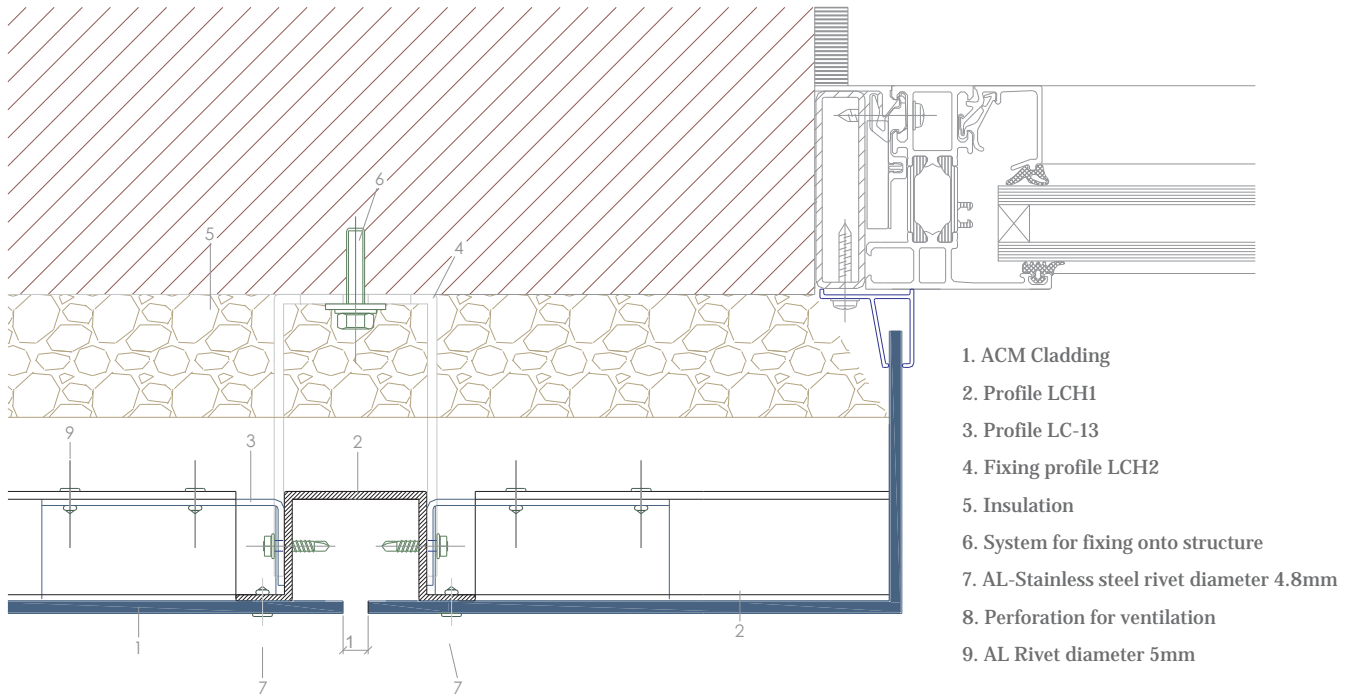 6
5
4
9
3
2
1
1
2
7
7
1. ACM Cladding
2. Profile LCH1
3. Profile LC-13
4. Fixing profile LCH2
5. Insulation
6. System for fixing onto structure
7. AL-Stainless steel rivet diameter 4.8mm
8. Perforation for ventilation
9. AL Rivet diameter 5mm